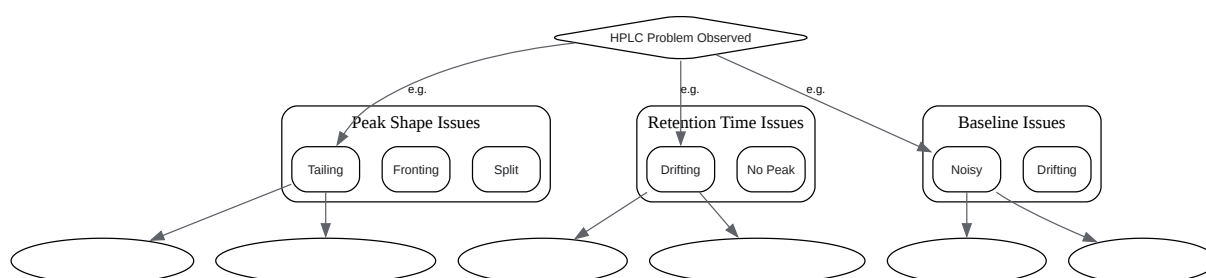 HPLC Problem Observed
e.g.
e.g.
e.g.
Peak Shape Issues
Retention Time Issues
Baseline Issues
Tailing
Fronting
Split
Drifting
No Peak
Noisy
Drifting